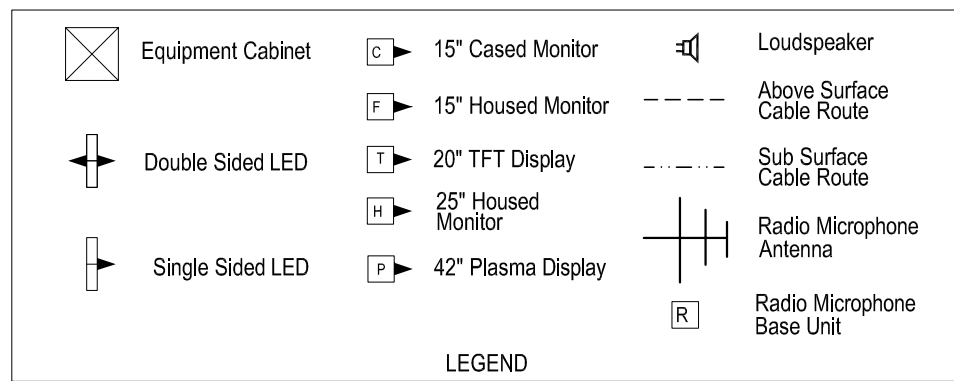 Equipment Cabinet
Double Sided LED
Single Sided LED
C 15" Cased Monitor
F 15" Housed Monitor
T 20" TFT Display
H 25" Housed
Monitor
P 42" Plasma Display
Loudspeaker
Above Surface
Cable Route
Sub Surface
Cable Route
Radio Microphone
Antenna
R Radio Microphone
Base Unit
LEGEND